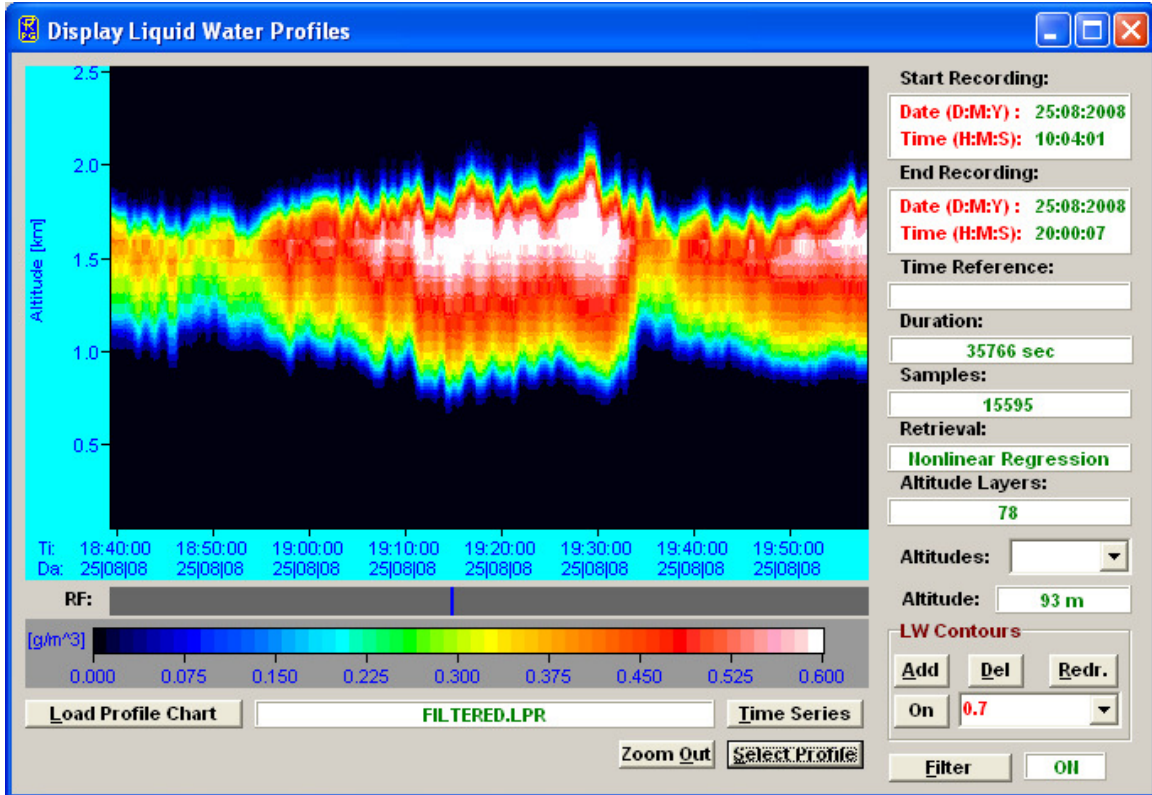 Display Liquid Water Profiles
Start Recording:
Date (D:M:Y) : 25:08:2008
Time (H:M:S): 10:04:01
End Recording:
Date (D:M:Y) : 25:08:2008
Time (H:M:S): 20:00:07
Time Reference:
Duration:
35766 sec
Samples:
15595
Retrieval:
Nonlinear Regression
Altitude Layers:
78
Altitudes:
Altitude: 93 m
LW Contours
Add Del Redr.
On 0.7
Filter ON
2.5
2.0
1.5
1.0
0.5
Altitude [km]
Ti: 18:40:00 18:50:00 19:00:00 19:10:00 19:20:00 19:30:00 19:40:00 19:50:00
Da: 25|08|08 25|08|08 25|08|08 25|08|08 25|08|08 25|08|08 25|08|08 25|08|08
RF:
[g/m^3]
0.000 0.075 0.150 0.225 0.300 0.375 0.450 0.525 0.600
Load Profile Chart FILTERED.LPR Time Series
Zoom Out Select Profile